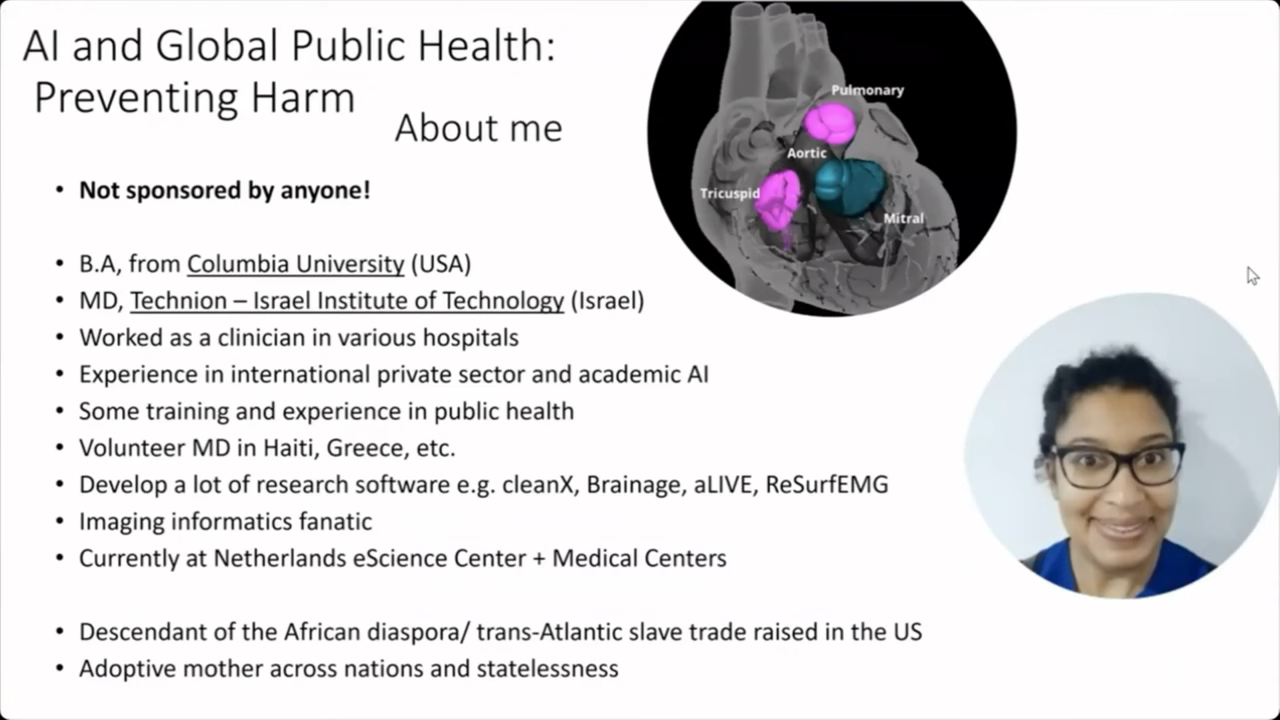 AI and Global Public Health:
Preventing Harm
About me
• Not sponsored by anyone!
• B.A, from Columbia University (USA)
• MD, Technion – Israel Institute of Technology (Israel)
• Worked as a clinician in various hospitals
• Experience in international private sector and academic AI
• Some training and experience in public health
• Volunteer MD in Haiti, Greece, etc.
• Develop a lot of research software e.g. cleanX, Brainage, aLIVE, ReSurfEMG
• Imaging informatics fanatic
• Currently at Netherlands eScience Center + Medical Centers
• Descendant of the African diaspora/ trans-Atlantic slave trade raised in the US
• Adoptive mother across nations and statelessness
Pulmonary
Aortic
Tricuspid
Mitral